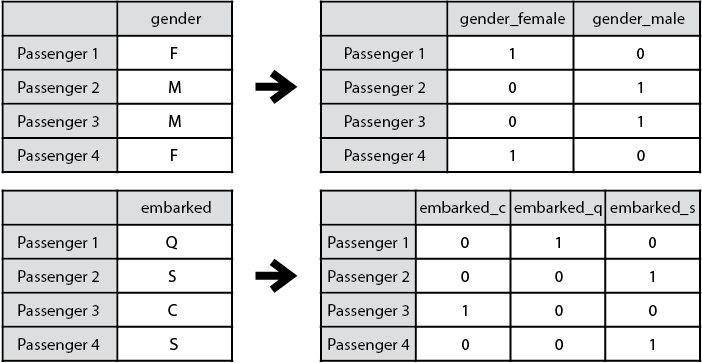 gender
Passenger 1 F
Passenger 2 M
Passenger 3 M
Passenger 4 F
gender_female gender_male
Passenger 1 1 0
Passenger 2 0 1
Passenger 3 0 1
Passenger 4 1 0
embarked
Passenger 1 Q
Passenger 2 S
Passenger 3 C
Passenger 4 S
embarked_c embarked_q embarked_s
Passenger 1 0 1 0
Passenger 2 0 0 1
Passenger 3 1 0 0
Passenger 4 0 0 1